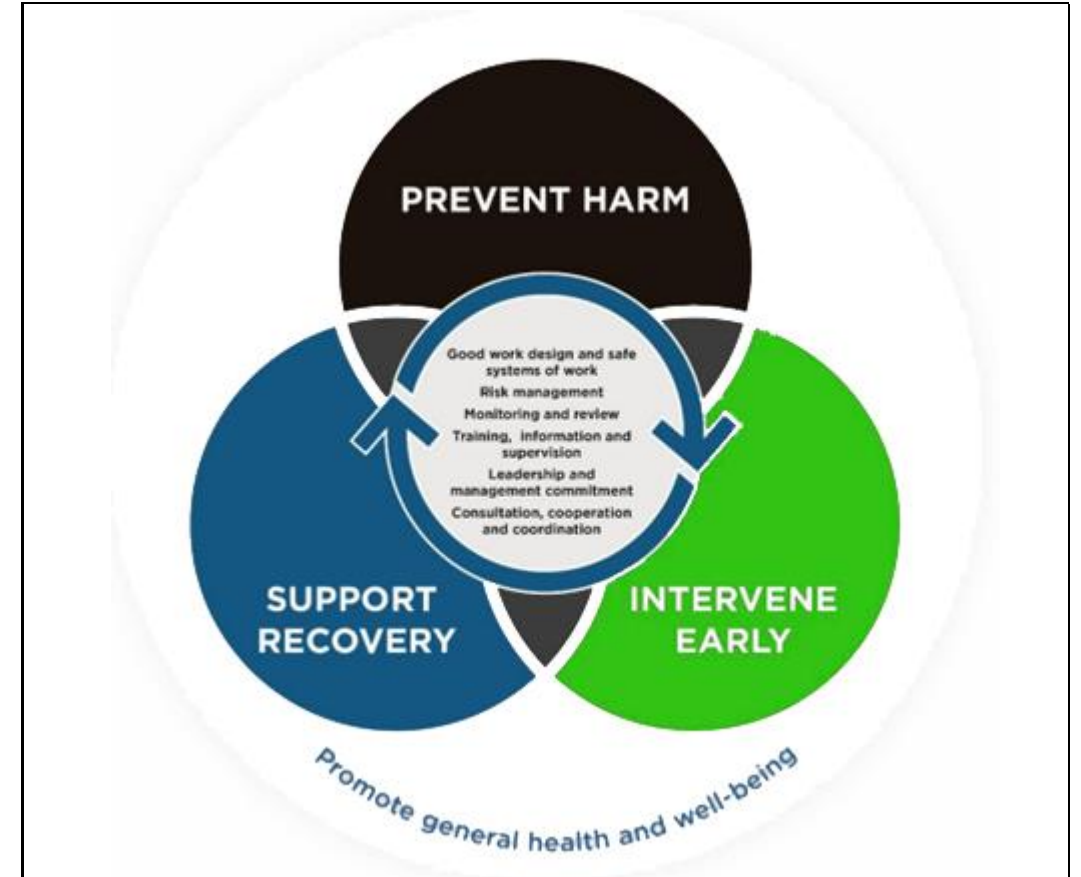 PREVENT HARM
Good work design and safe
systems of work
Risk management
Monitoring and review
Training, information and
supervision
Leadership and
management commitment
Consultation, cooperation
and coordination
SUPPORT
RECOVERY
INTERVENE
EARLY
Promote general health and well-being